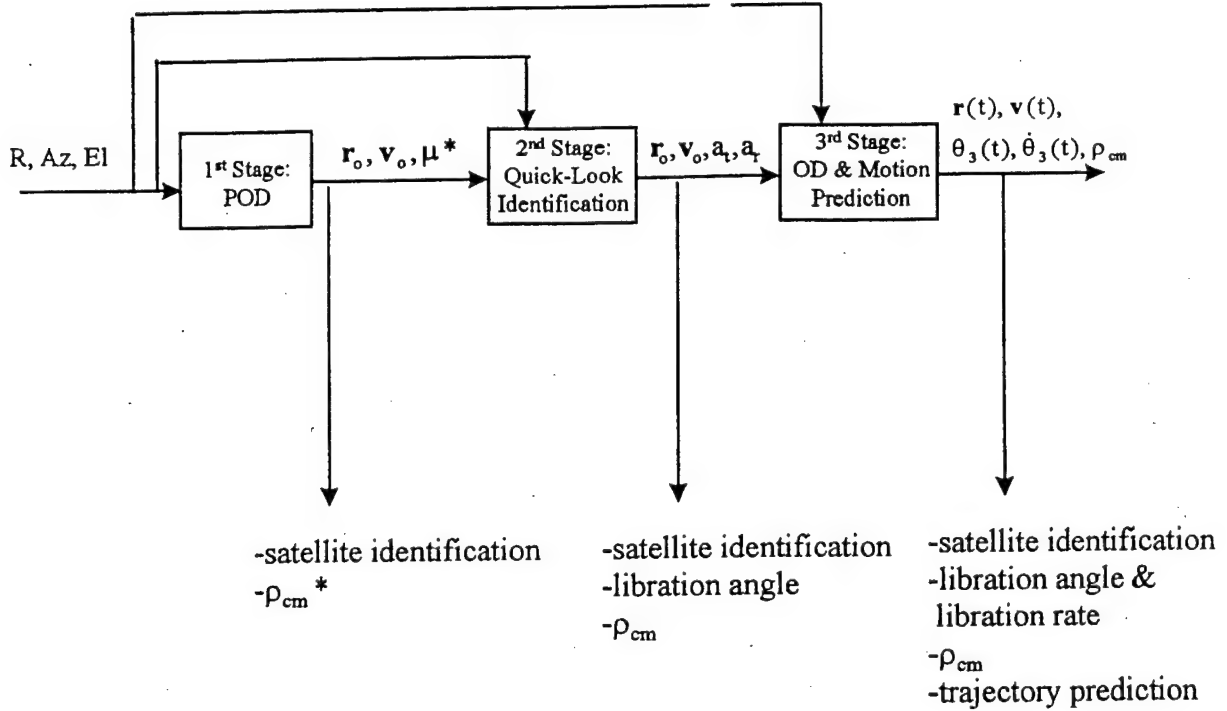 R, Az, El
1st Stage:
POD
r₀, v₀, μ*
2nd Stage:
Quick-Look
Identification
r₀, v₀, aₜ, aᵣ
3rd Stage:
OD & Motion
Prediction
r(t), v(t),
θ₃(t), θ̇₃(t), ρcm
-satellite identification
-ρcm*
-satellite identification
-libration angle
-ρcm
-satellite identification
-libration angle &
libration rate
-ρcm
-trajectory prediction